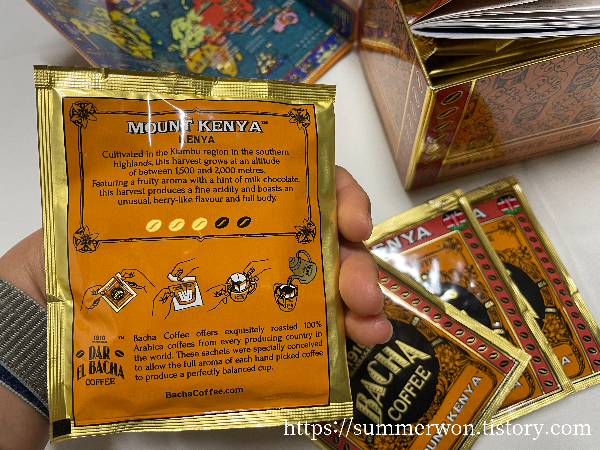 MOUNT KENYA™
KENYA
Cultivated in the Kiambu region in the southern
highlands, this harvest grows at an altitude
of between 1,500 and 2,000 metres.
Featuring a fruity aroma with a hint of milk chocolate,
this harvest produces a fine acidity and boasts an
unusual, berry-like flavour and full body.
1910
DAR
EL BACHA
COFFEE
™
Bacha Coffee offers exquisitely roasted 100%
Arabica coffees from every producing country in
the world. These sachets were specially conceived
to allow the full aroma of each hand picked coffee
to produce a perfectly balanced cup.
BachaCoffee.com
KENYA
1910
BACHA
COFFEE
MOUNT KENYA
https://summerwon.tistory.com